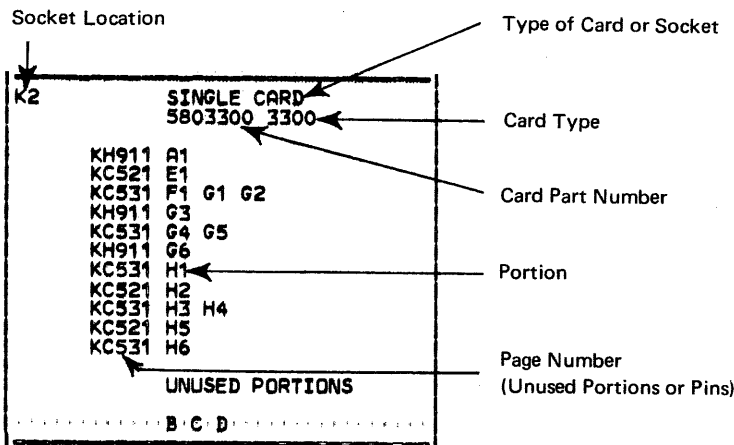 Socket Location
Type of Card or Socket
K2 SINGLE CARD
5803300 3300
Card Type
KH911 A1
KC521 E1
KC531 F1 G1 G2
Card Part Number
KH911 G3
KC531 G4 G5
KH911 G6
KC531 H1
Portion
KC521 H2
KC531 H3 H4
KC521 H5
KC531 H6
Page Number
(Unused Portions or Pins)
UNUSED PORTIONS
B C D